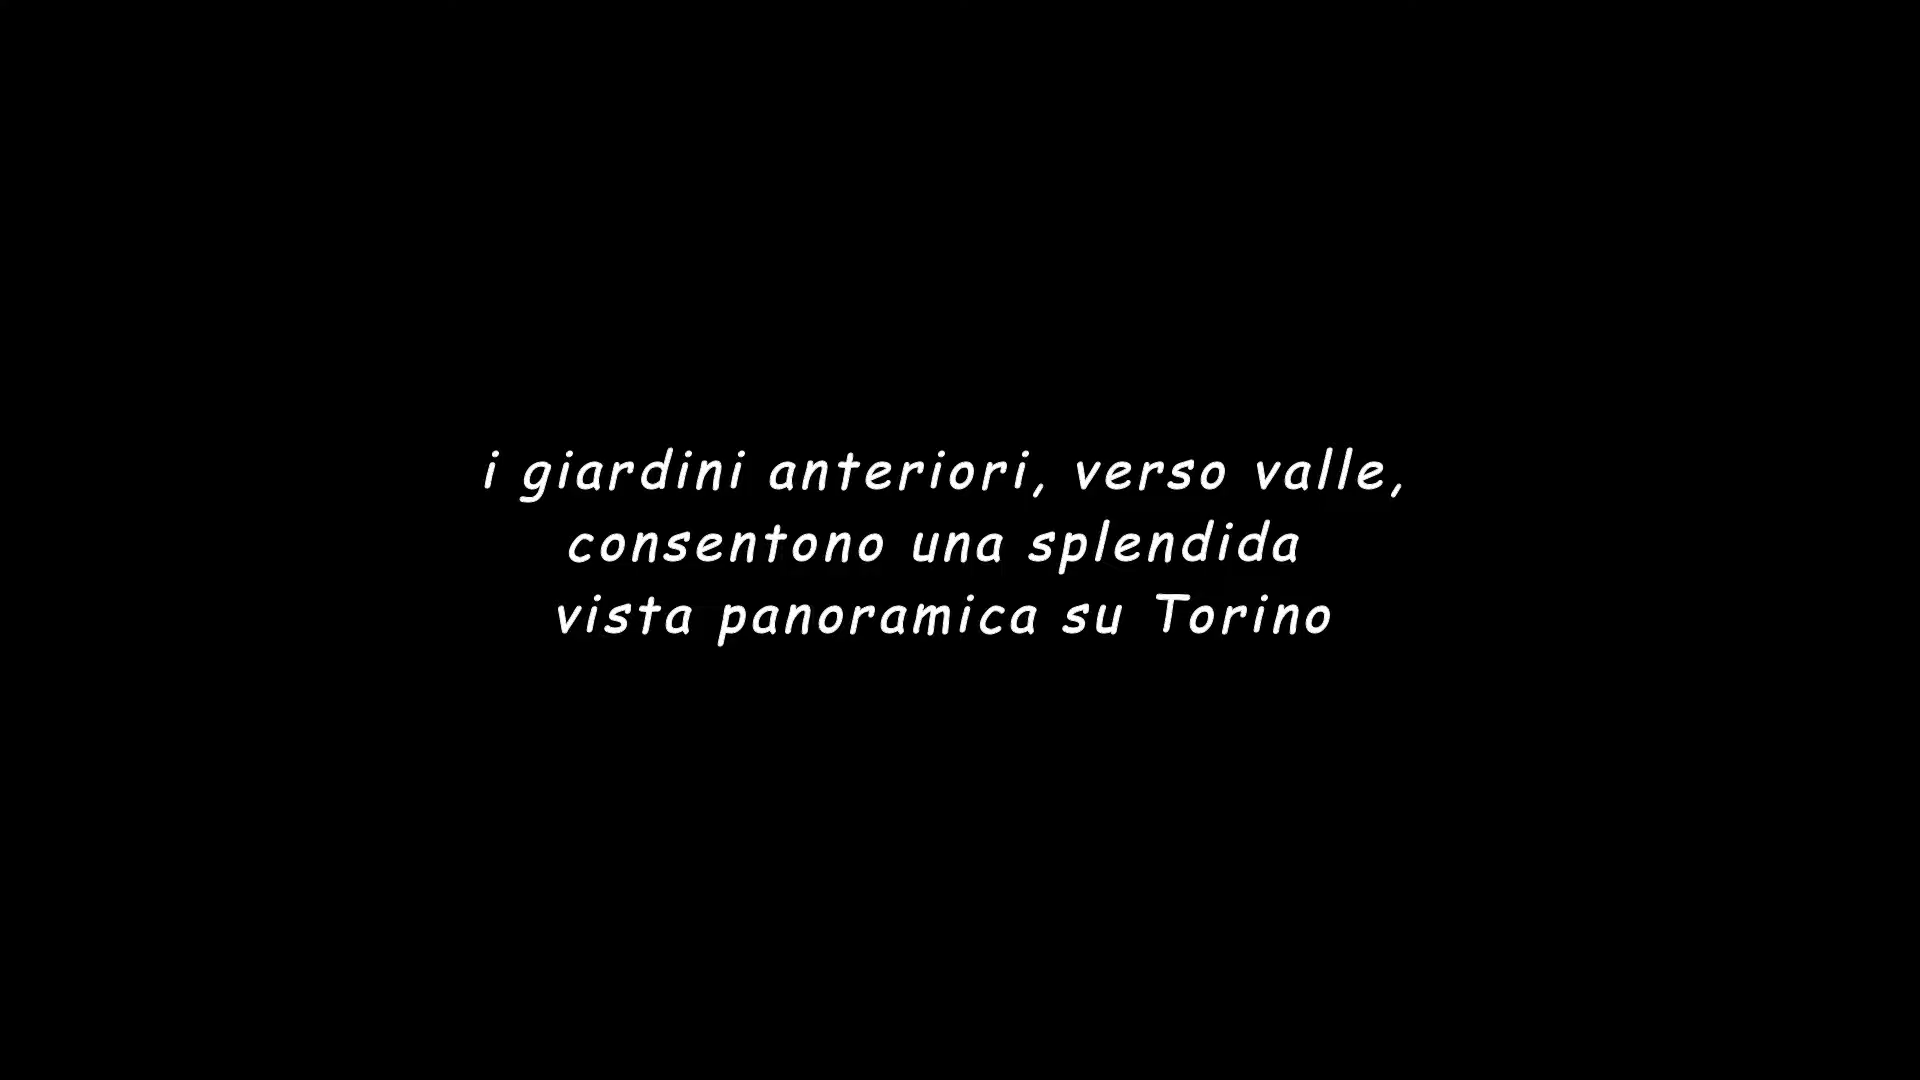 i giardini anteriori, verso valle,
consentono una splendida
vista panoramica su Torino